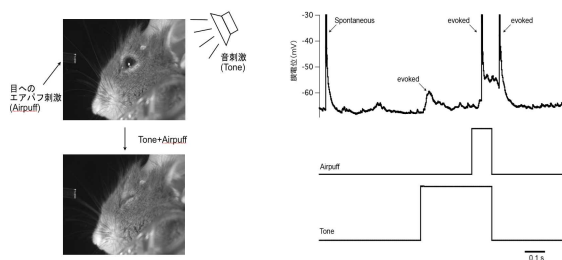 音刺激
(Tone)
目への
エアパフ刺激
(Airpuff)
Tone+Airpuff
膜電位(mV)
-30
-40
-50
-60
Spontaneous
evoked
evoked
evoked
Airpuff
Tone
0.1 s